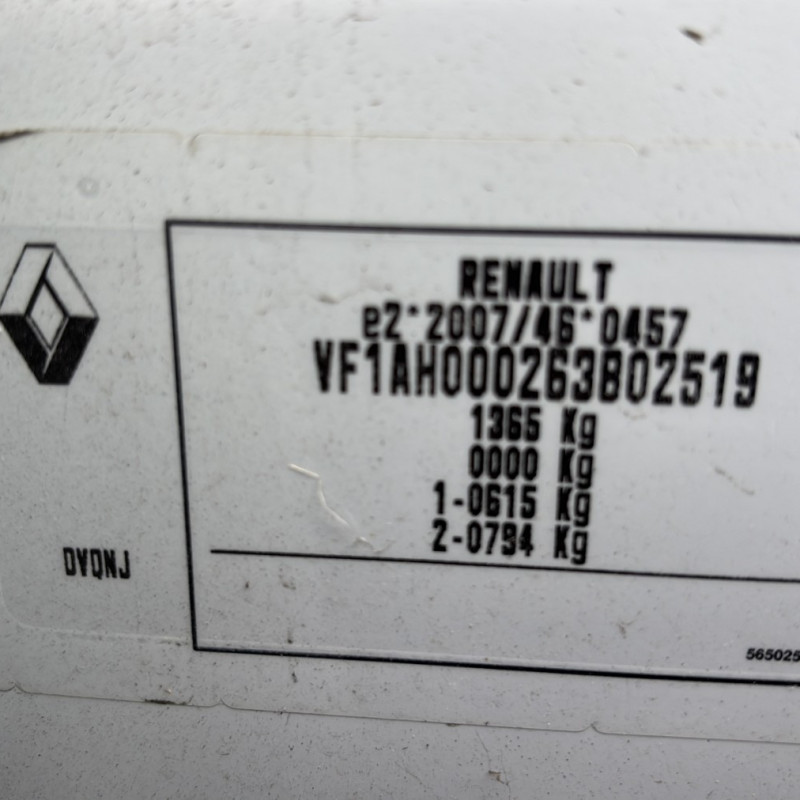 RENAULT
e2*2007/46*0457
VF1AH000263802519
1365 Kg
0000 Kg
1-0615 Kg
2-0794 Kg
DVQNJ
565025